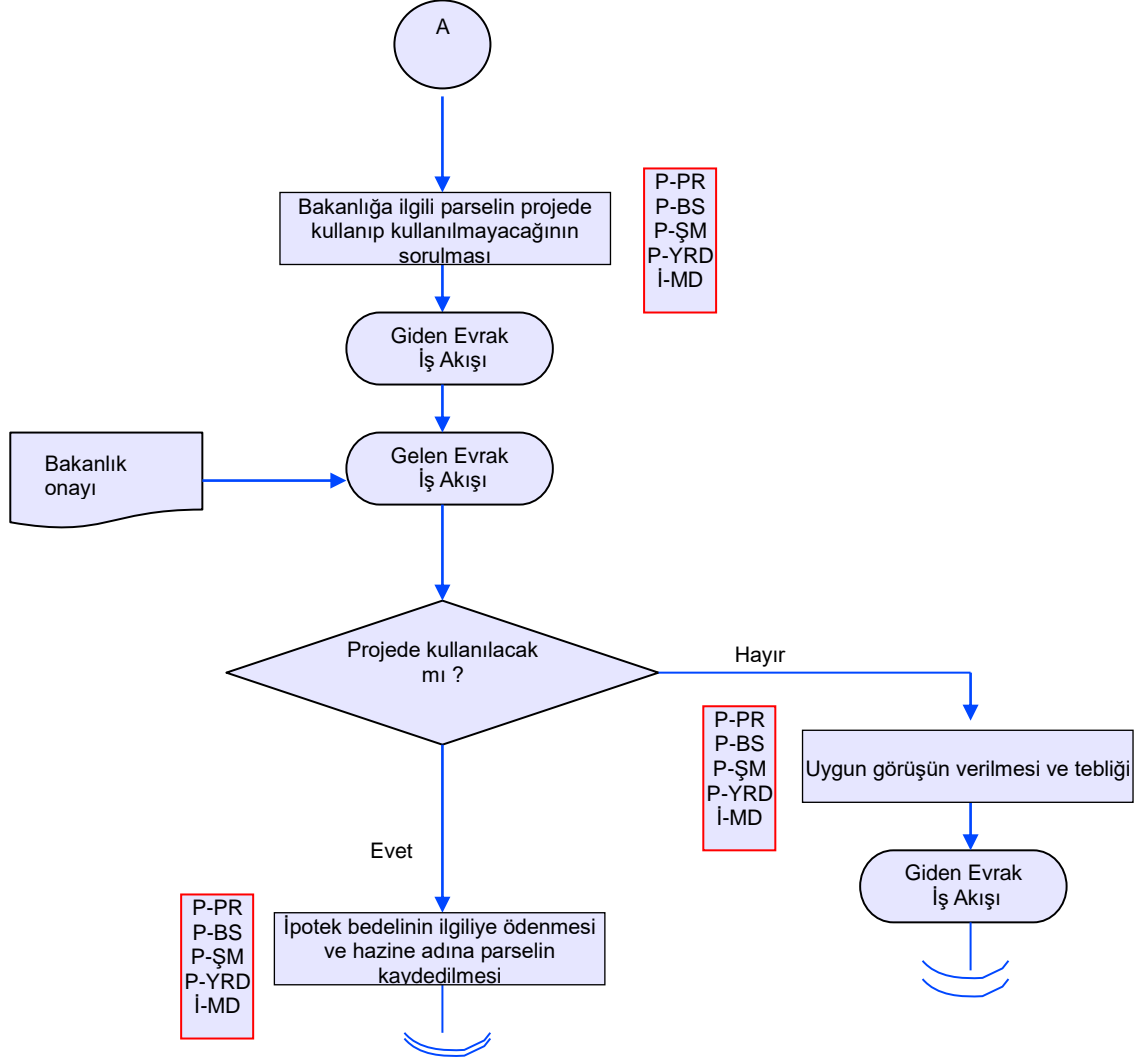 A
Bakanlığa ilgili parselin projede
kullanıp kullanılmayacağının
sorulması
P-PR
P-BS
P-ŞM
P-YRD
İ-MD
Giden Evrak
İş Akışı
Bakanlık
onayı
Gelen Evrak
İş Akışı
Projede kullanılacak
mı ?
Hayır
P-PR
P-BS
P-ŞM
P-YRD
İ-MD
Uygun görüşün verilmesi ve tebliği
Giden Evrak
İş Akışı
Evet
P-PR
P-BS
P-ŞM
P-YRD
İ-MD
İpotek bedelinin ilgiliye ödenmesi
ve hazine adına parselin
kaydedilmesi